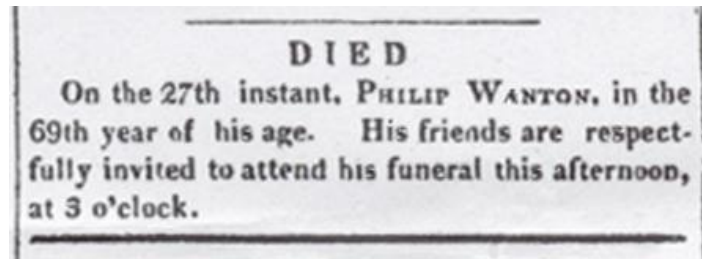 DIED
On the 27th instant, PHILIP WANTON, in the
69th year of his age. His friends are respect-
fully invited to attend his funeral this afternoon,
at 3 o'clock.